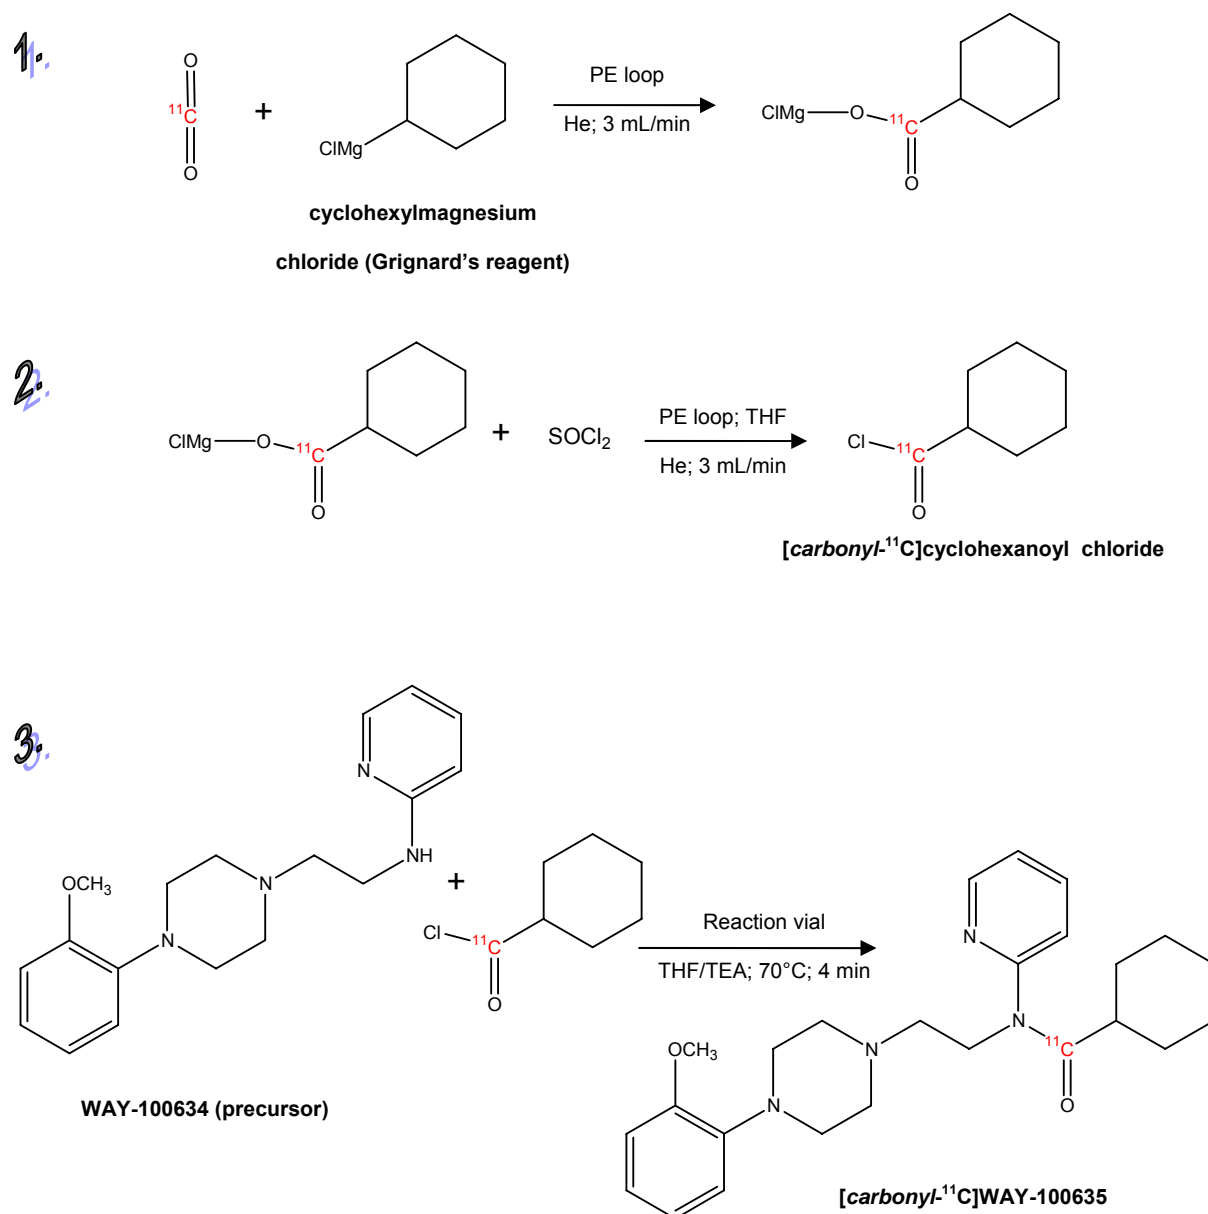 1.
O
11C
O
+
ClMg
PE loop
He; 3 mL/min
ClMg
O
11C
O
cyclohexylmagnesium
chloride (Grignard's reagent)
2.
ClMg
O
11C
O
+
SOCl2
PE loop; THF
He; 3 mL/min
Cl
11C
O
[carbonyl-11C]cyclohexanoyl chloride
3.
N
NH
N
N
OCH3
+
Cl
11C
O
Reaction vial
THF/TEA; 70°C; 4 min
N
N
11C
O
N
N
OCH3
WAY-100634 (precursor)
[carbonyl-11C]WAY-100635